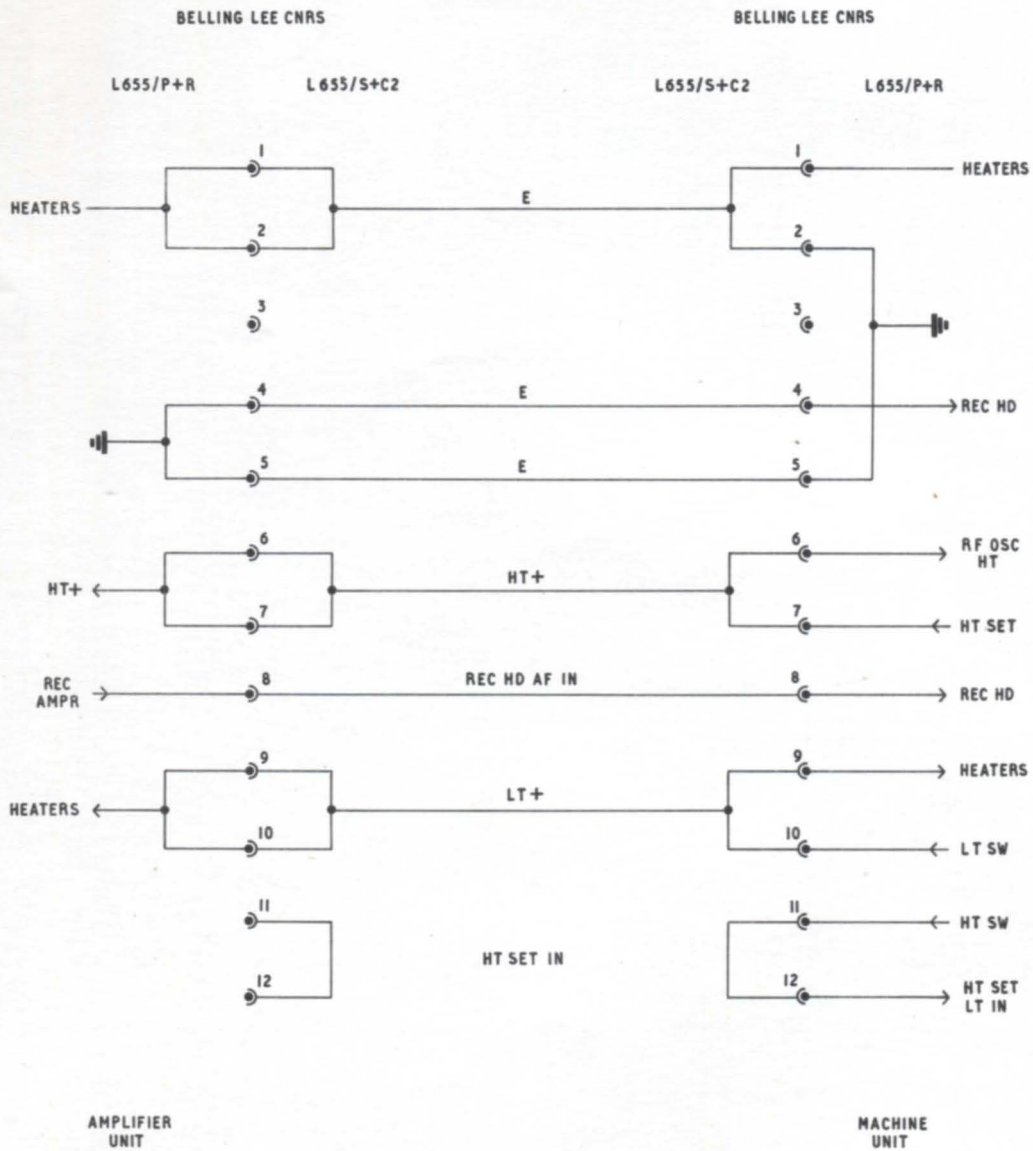 BELLING LEE CNRS BELLING LEE CNRS
L655/P+R L655/S+C2 L655/S+C2 L655/P+R
1 1
HEATERS
HEATERS
E
2 2
3 3
4 E 4
REC HD
5 E 5
6 6
RF OSC
HT
HT+ HT+
7 7
HT SET
REC
AMPR
8 REC HD AF IN 8
REC HD
9 9
HEATERS
HEATERS
LT+
10 10
LT SW
11 11
HT SW
HT SET IN
12 12
HT SET
LT IN
AMPLIFIER
UNIT
MACHINE
UNIT